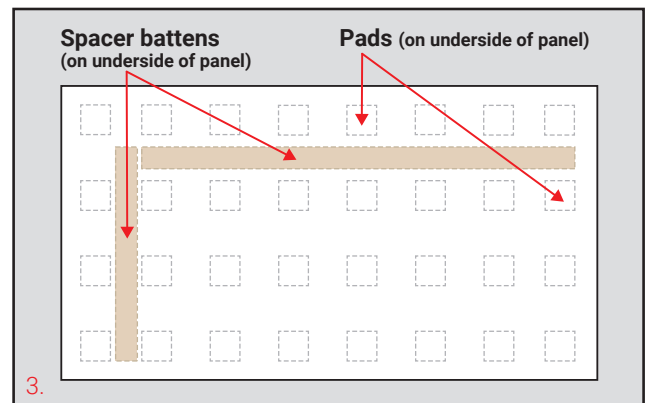 Spacer battens
(on underside of panel)
Pads (on underside of panel)
3.